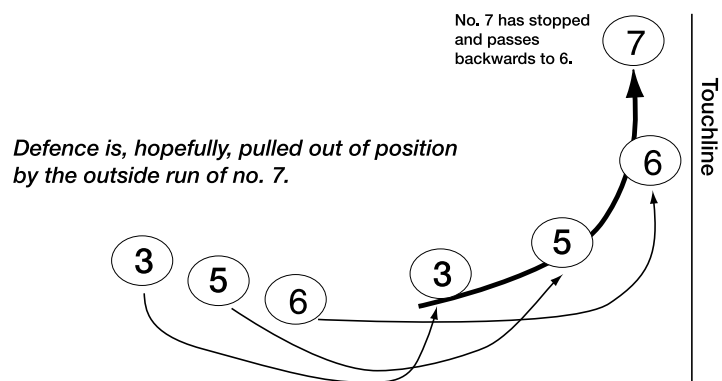 No. 7 has stopped
and passes
backwards to 6.
7
Touchline
Defence is, hopefully, pulled out of position
by the outside run of no. 7.
6
3
5
6
3
5